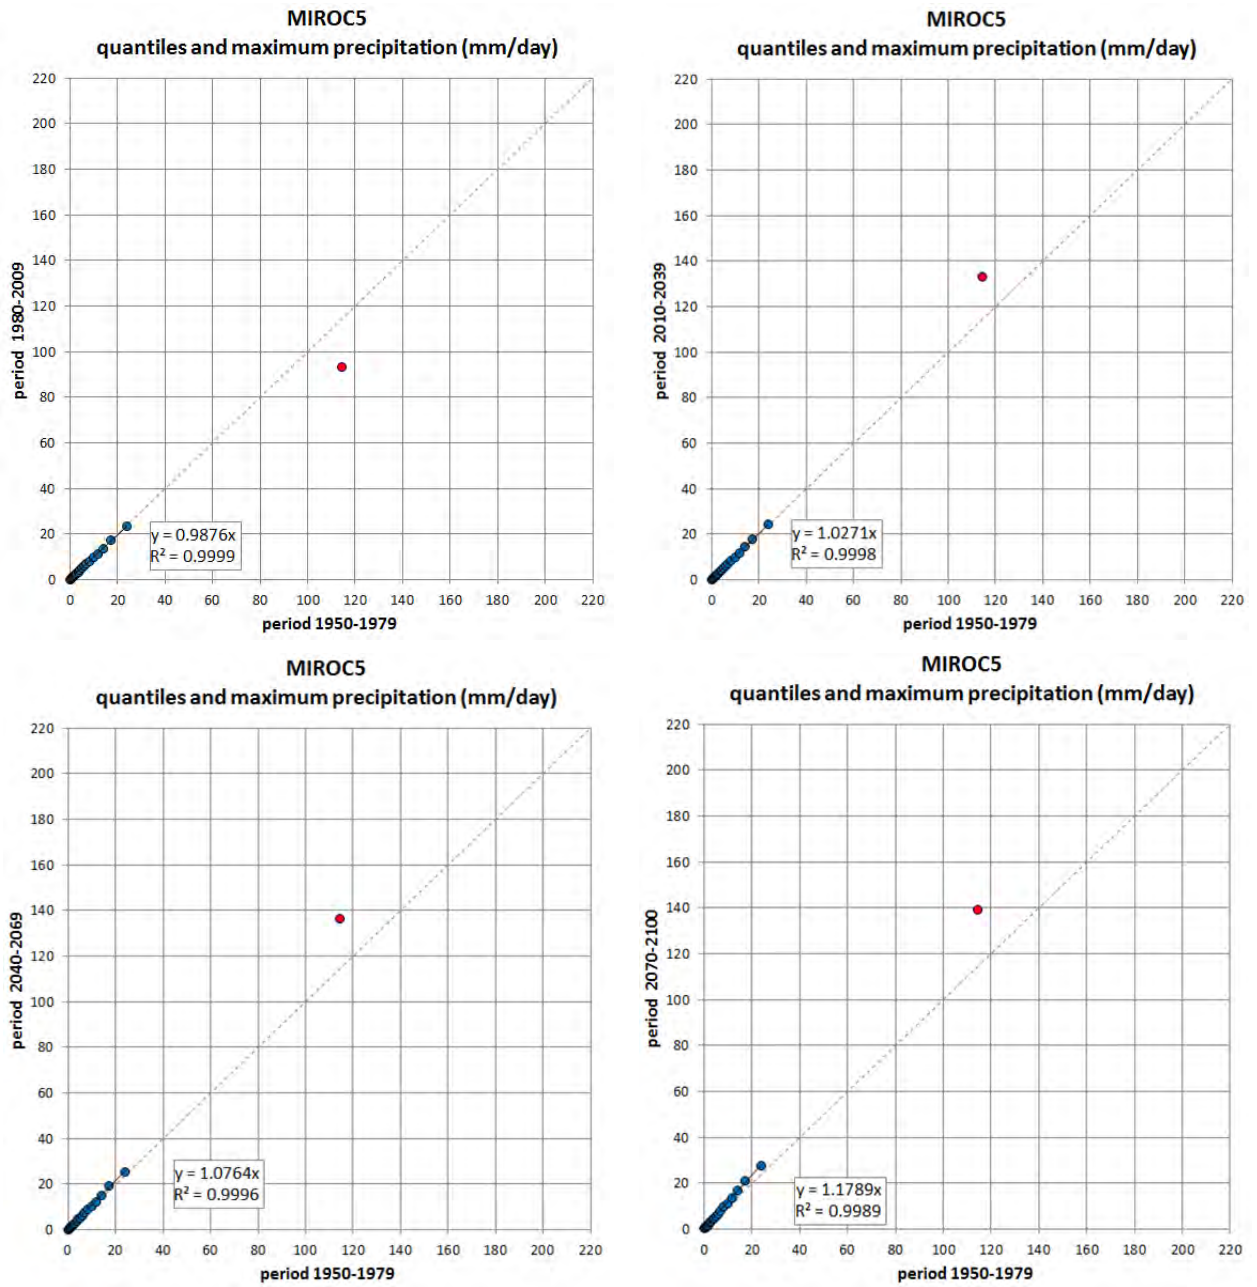 MIROC5
quantiles and maximum precipitation (mm/day)
220
200
180
160
140
120
100
80
60
40
20
0
period 1980-2009
y = 0.9876x
R² = 0.9999
0 20 40 60 80 100 120 140 160 180 200 220
period 1950-1979
MIROC5
quantiles and maximum precipitation (mm/day)
220
200
180
160
140
120
100
80
60
40
20
0
period 2010-2039
y = 1.0271x
R² = 0.9998
0 20 40 60 80 100 120 140 160 180 200 220
period 1950-1979
MIROC5
quantiles and maximum precipitation (mm/day)
220
200
180
160
140
120
100
80
60
40
20
0
period 2040-2069
y = 1.0764x
R² = 0.9996
0 20 40 60 80 100 120 140 160 180 200 220
period 1950-1979
MIROC5
quantiles and maximum precipitation (mm/day)
220
200
180
160
140
120
100
80
60
40
20
0
period 2070-2100
y = 1.1789x
R² = 0.9989
0 20 40 60 80 100 120 140 160 180 200 220
period 1950-1979